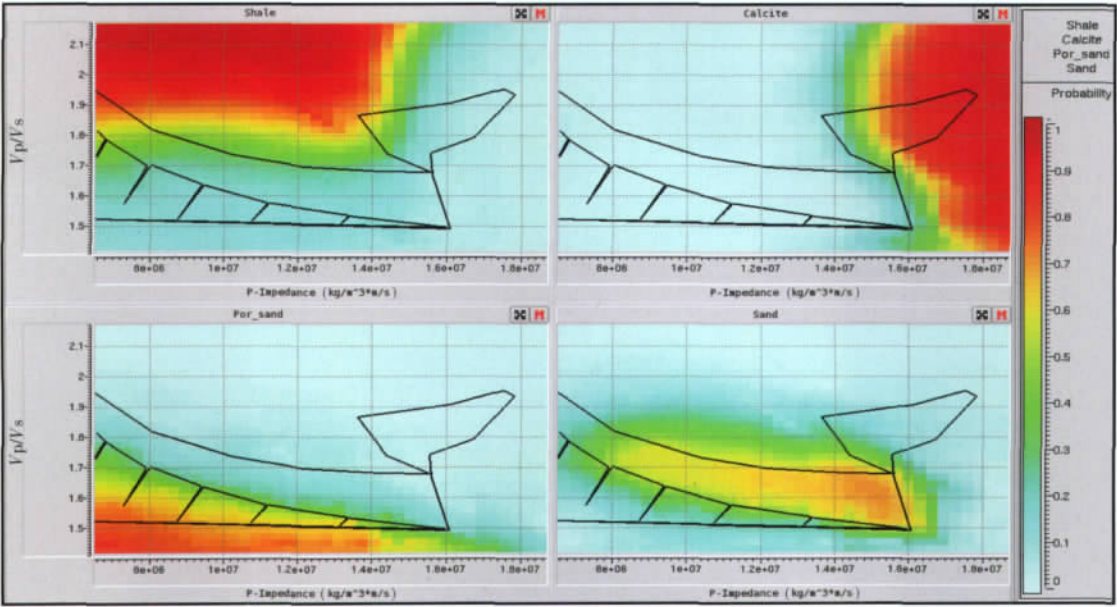 Shale
M
Calcite
M
Shale
Calcite
Por_sand
Sand
Probability
Vp/Vs
2.1
2
1.9
1.8
1.7
1.6
1.5
8e+06 10+07 1.2e+07 1.4e+07 1.6e+07 1.8e+07
P-Impedance (kg/m^3*m/s)
8e+06 10+07 1.2e+07 1.4e+07 1.6e+07 1.8e+07
P-Impedance (kg/m^3*m/s)
Por_sand
M
Sand
M
Vp/Vs
2.1
2
1.9
1.8
1.7
1.6
1.5
8e+06 10+07 1.2e+07 1.4e+07 1.6e+07 1.8e+07
P-Impedance (kg/m^3*m/s)
8e+06 10+07 1.2e+07 1.4e+07 1.6e+07 1.8e+07
P-Impedance (kg/m^3*m/s)
1
0.9
0.8
0.7
0.6
0.5
0.4
0.3
0.2
0.1
0